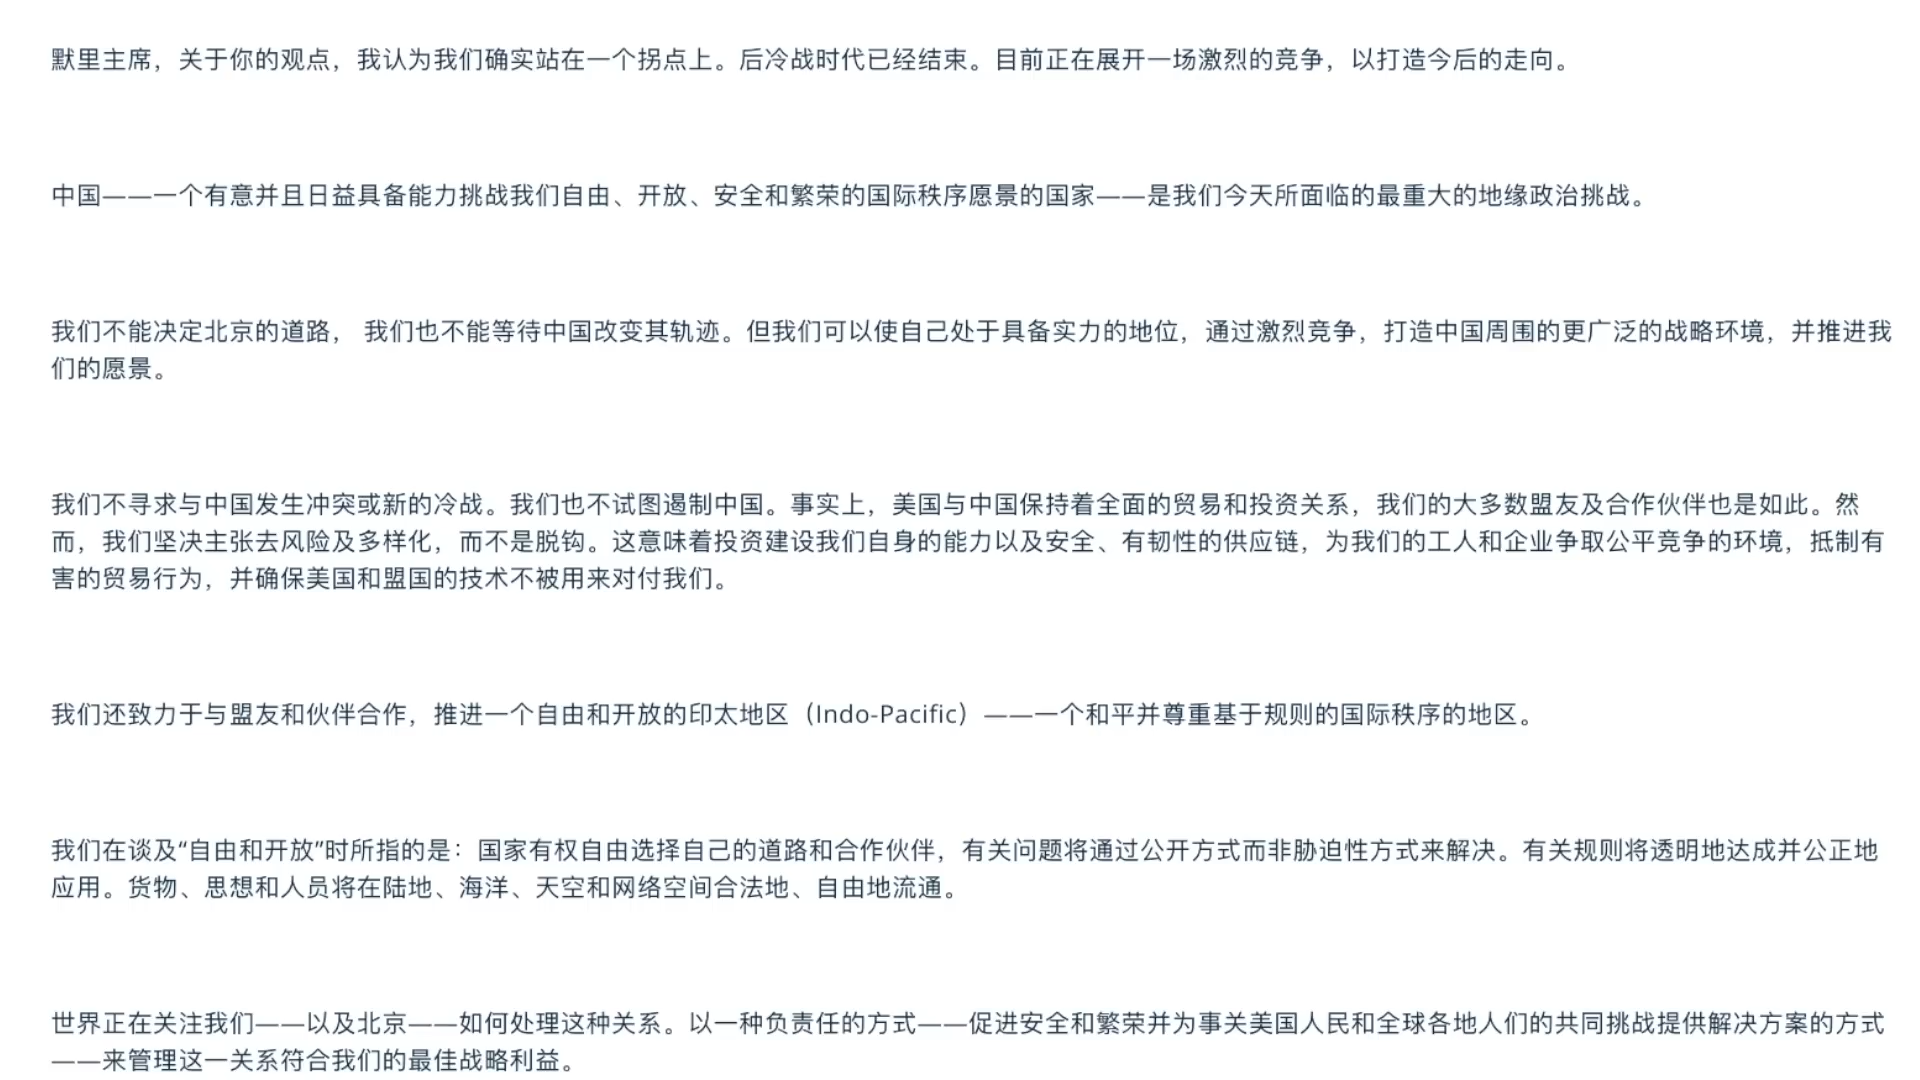 默里主席，关于你的观点，我认为我们确实站在一个拐点上。后冷战时代已经结束。目前正在展开一场激烈的竞争，以打造今后的走向。
中国——一个有意并且日益具备能力挑战我们自由、开放、安全和繁荣的国际秩序愿景的国家——是我们今天所面临的最重大的地缘政治挑战。
我们不能决定北京的道路， 我们也不能等待中国改变其轨迹。但我们可以使自己处于具备实力的地位，通过激烈竞争，打造中国周围的更广泛的战略环境，并推进我
们的愿景。
我们不寻求与中国发生冲突或新的冷战。我们也不试图遏制中国。事实上，美国与中国保持着全面的贸易和投资关系，我们的大多数盟友及合作伙伴也是如此。然
而，我们坚决主张去风险及多样化，而不是脱钩。这意味着投资建设我们自身的能力以及安全、有韧性的供应链，为我们的工人和企业争取公平竞争的环境，抵制有
害的贸易行为，并确保美国和盟国的技术不被用来对付我们。
我们还致力于与盟友和伙伴合作，推进一个自由和开放的印太地区（Indo-Pacific）——一个和平并尊重基于规则的国际秩序的地区。
我们在谈及“自由和开放”时所指的是：国家有权自由选择自己的道路和合作伙伴，有关问题将通过公开方式而非胁迫性方式来解决。有关规则将透明地达成并公正地
应用。货物、思想和人员将在陆地、海洋、天空和网络空间合法地、自由地流通。
世界正在关注我们——以及北京——如何处理这种关系。以一种负责任的方式——促进安全和繁荣并为事关美国人民和全球各地人们的共同挑战提供解决方案的方式
——来管理这一关系符合我们的最佳战略利益。